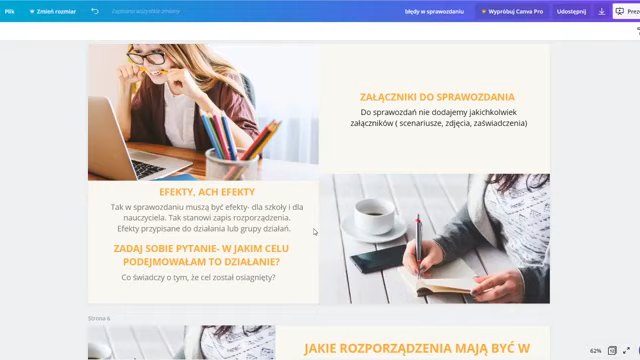 Plik
Zmień rozmiar
Zapisano wszystkie zmiany
błędy w sprawozdaniu
Wypróbuj Canva Pro
Udostępnij
ZAŁĄCZNIKI DO SPRAWOZDANIA
Do sprawozdań nie dodajemy jakichkolwiek
załączników ( scenariusze, zdjęcia, zaświadczenia)
EFEKTY, ACH EFEKTY
Tak w sprawozdaniu muszą być efekty- dla szkoły i dla
nauczyciela. Tak stanowi zapis rozporządzenia.
Efekty przypisane do działania lub grupy działań.
ZADAJ SOBIE PYTANIE- W JAKIM CELU
PODEJMOWAŁAM TO DZIAŁANIE?
Co świadczy o tym, że cel został osiągnięty?
Strona 6
JAKIE ROZPORZĄDZENIA MAJĄ BYĆ W
62%